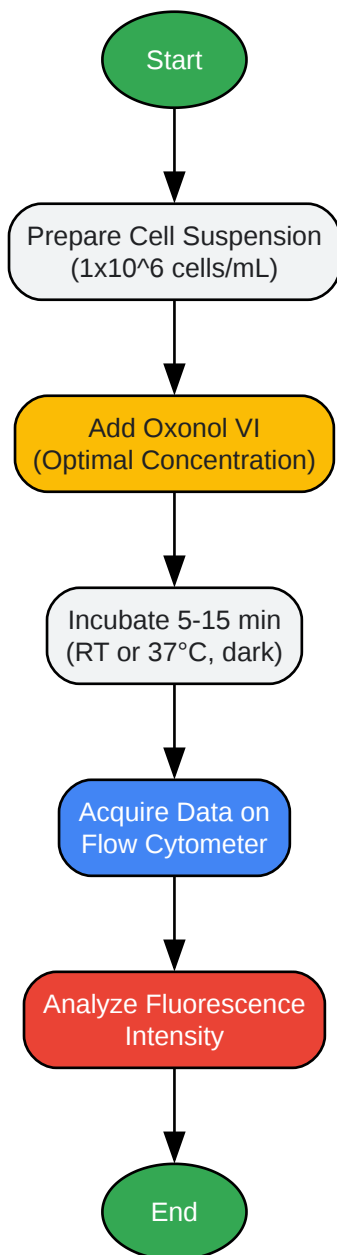 Start
Prepare Cell Suspension
(1x10^6 cells/mL)
Add Oxonol VI
(Optimal Concentration)
Incubate 5-15 min
(RT or 37°C, dark)
Acquire Data on
Flow Cytometer
Analyze Fluorescence
Intensity
End